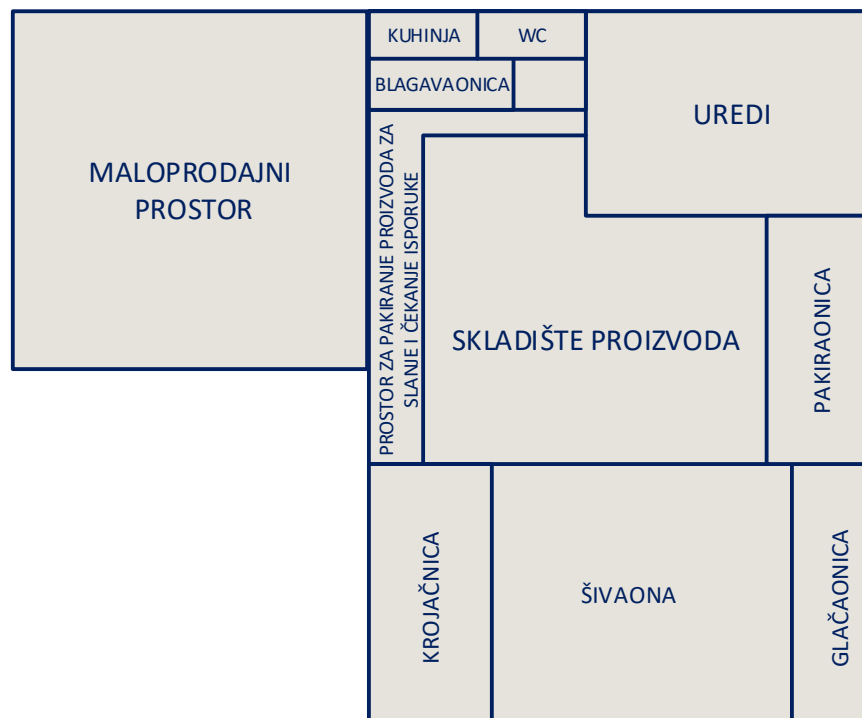 KUHINJA
WC
BLAGAVAONICA
UREDI
MALOPRODAJNI
PROSTOR
PROSTOR ZA PAKIRANJE PROIZVODA ZA
SLANJE I ČEKANJE ISPORUKE
SKLADIŠTE PROIZVODA
PAKIRAONICA
KROJAČNICA
ŠIVAONA
GLAČAONICA